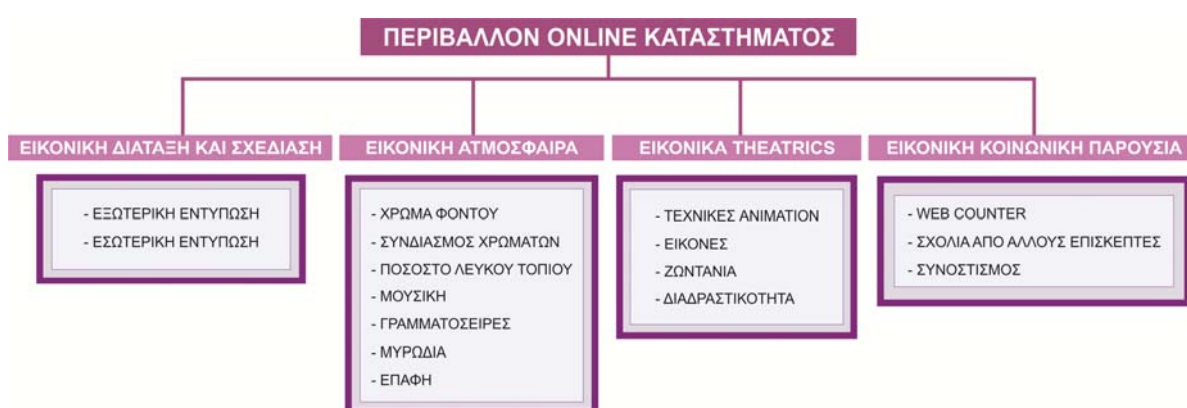 ΠΕΡΙΒΑΛΛΟΝ ONLINE ΚΑΤΑΣΤΗΜΑΤΟΣ
ΕΙΚΟΝΙΚΗ ΔΙΑΤΑΞΗ ΚΑΙ ΣΧΕΔΙΑΣΗ
- ΕΞΩΤΕΡΙΚΗ ΕΝΤΥΠΩΣΗ
- ΕΣΩΤΕΡΙΚΗ ΕΝΤΥΠΩΣΗ
ΕΙΚΟΝΙΚΗ ΑΤΜΟΣΦΑΙΡΑ
- ΧΡΩΜΑ ΦΟΝΤΟΥ
- ΣΥΝΔΙΑΣΜΟΣ ΧΡΩΜΑΤΩΝ
- ΠΟΣΟΣΤΟ ΛΕΥΚΟΥ ΤΟΠΙΟΥ
- ΜΟΥΣΙΚΗ
- ΓΡΑΜΜΑΤΟΣΕΙΡΕΣ
- ΜΥΡΩΔΙΑ
- ΕΠΑΦΗ
ΕΙΚΟΝΙΚΑ THEATRICS
- ΤΕΧΝΙΚΕΣ ANIMATION
- ΕΙΚΟΝΕΣ
- ΖΩΝΤΑΝΙΑ
- ΔΙΑΔΡΑΣΤΙΚΟΤΗΤΑ
ΕΙΚΟΝΙΚΗ ΚΟΙΝΩΝΙΚΗ ΠΑΡΟΥΣΙΑ
- WEB COUNTER
- ΣΧΟΛΙΑ ΑΠΟ ΑΛΛΟΥΣ ΕΠΙΣΚΕΠΤΕΣ
- ΣΥΝΟΣΤΙΣΜΟΣ